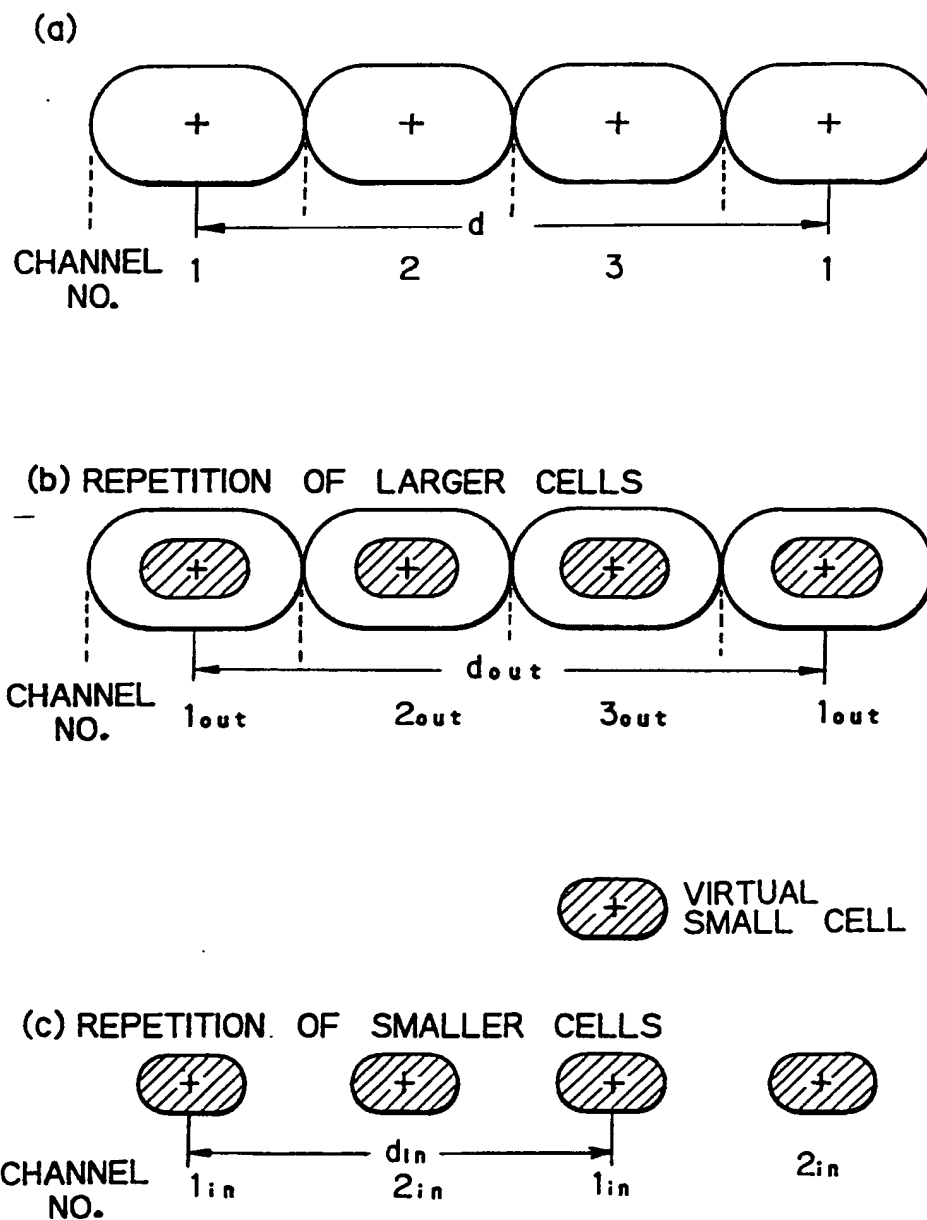 (a)
d
CHANNEL NO. 1 2 3 1
(b) REPETITION OF LARGER CELLS
dout
CHANNEL NO. 1out 2out 3out 1out
VIRTUAL
SMALL CELL
(c) REPETITION OF SMALLER CELLS
din
CHANNEL NO. 1in 2in 1in 2in